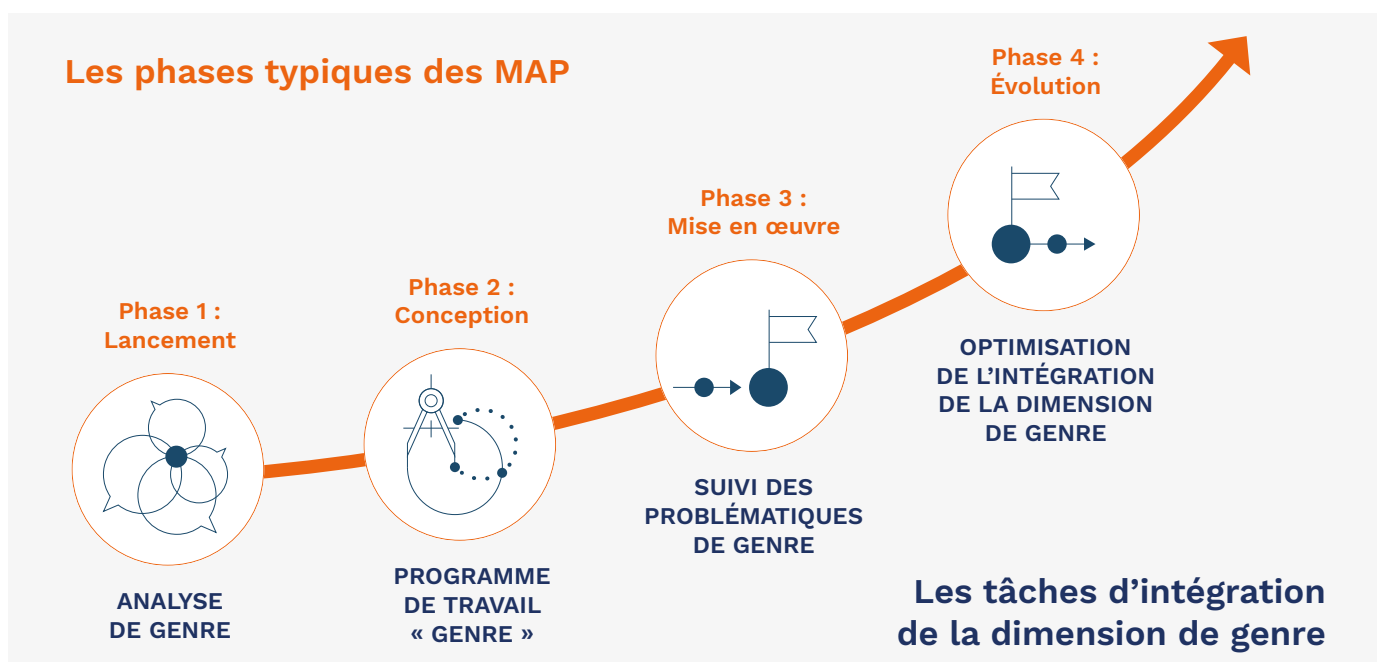 Les phases typiques des MAP
Phase 1 :
Lancement
ANALYSE
DE GENRE
Phase 2 :
Conception
PROGRAMME
DE TRAVAIL
« GENRE »
Phase 3 :
Mise en œuvre
SUIVI DES
PROBLÉMATIQUES
DE GENRE
Phase 4 :
Évolution
OPTIMISATION
DE L’INTÉGRATION
DE LA DIMENSION
DE GENRE
Les tâches d’intégration
de la dimension de genre